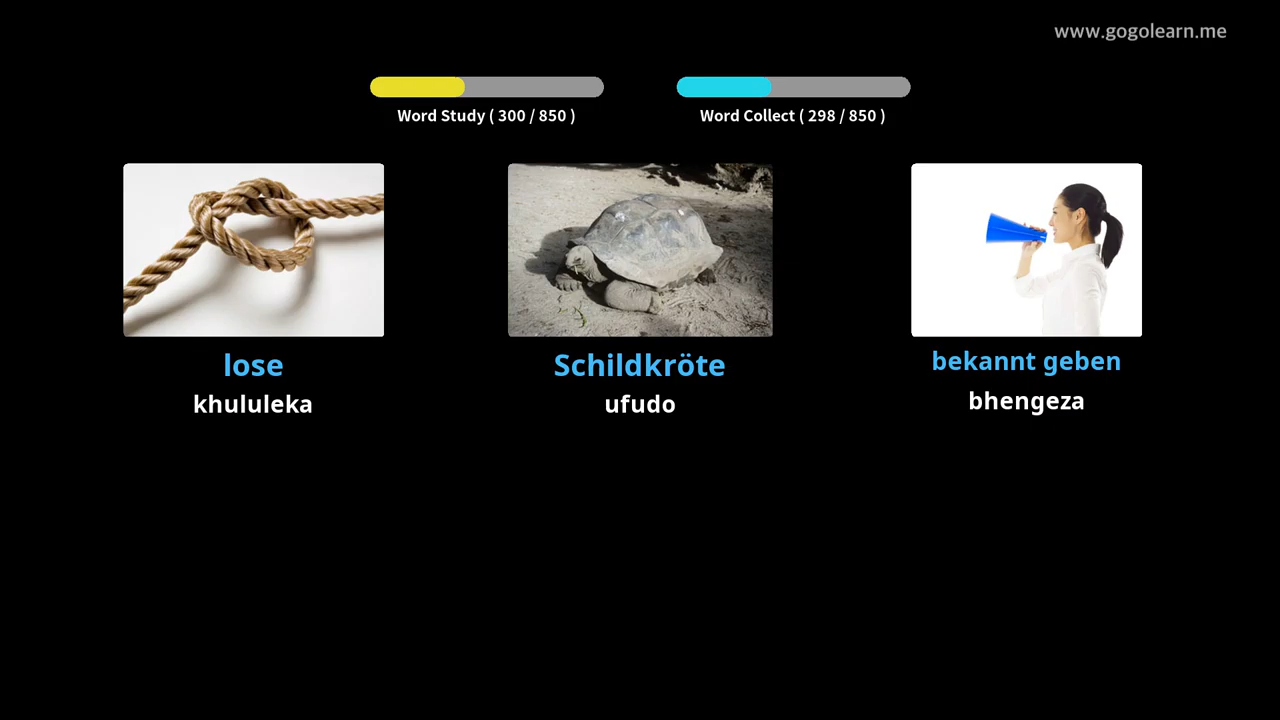 www.gogolearn.me
Word Study ( 300 / 850 )
Word Collect ( 298 / 850 )
lose
khululeka
Schildkröte
ufudo
bekannt geben
bhengeza